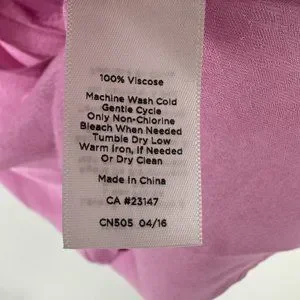 100% Viscose
Machine Wash Cold
Gentle Cycle
Only Non-Chlorine
Bleach When Needed
Tumble Dry Low
Warm Iron, if Needed
Or Dry Clean
Made In China
CA #23147
CN505 04/16